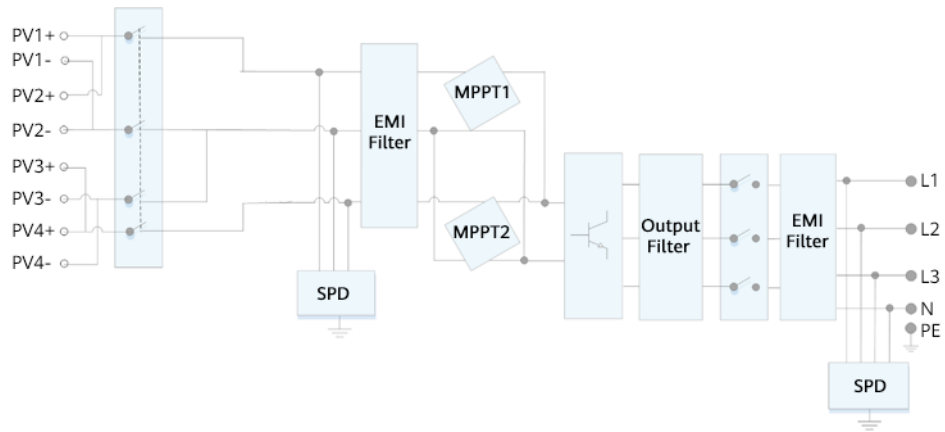 PV1+
PV1-
PV2+
PV2-
PV3+
PV3-
PV4+
PV4-
EMI
Filter
SPD
MPPT1
MPPT2
Output
Filter
EMI
Filter
L1
L2
L3
N
PE
SPD